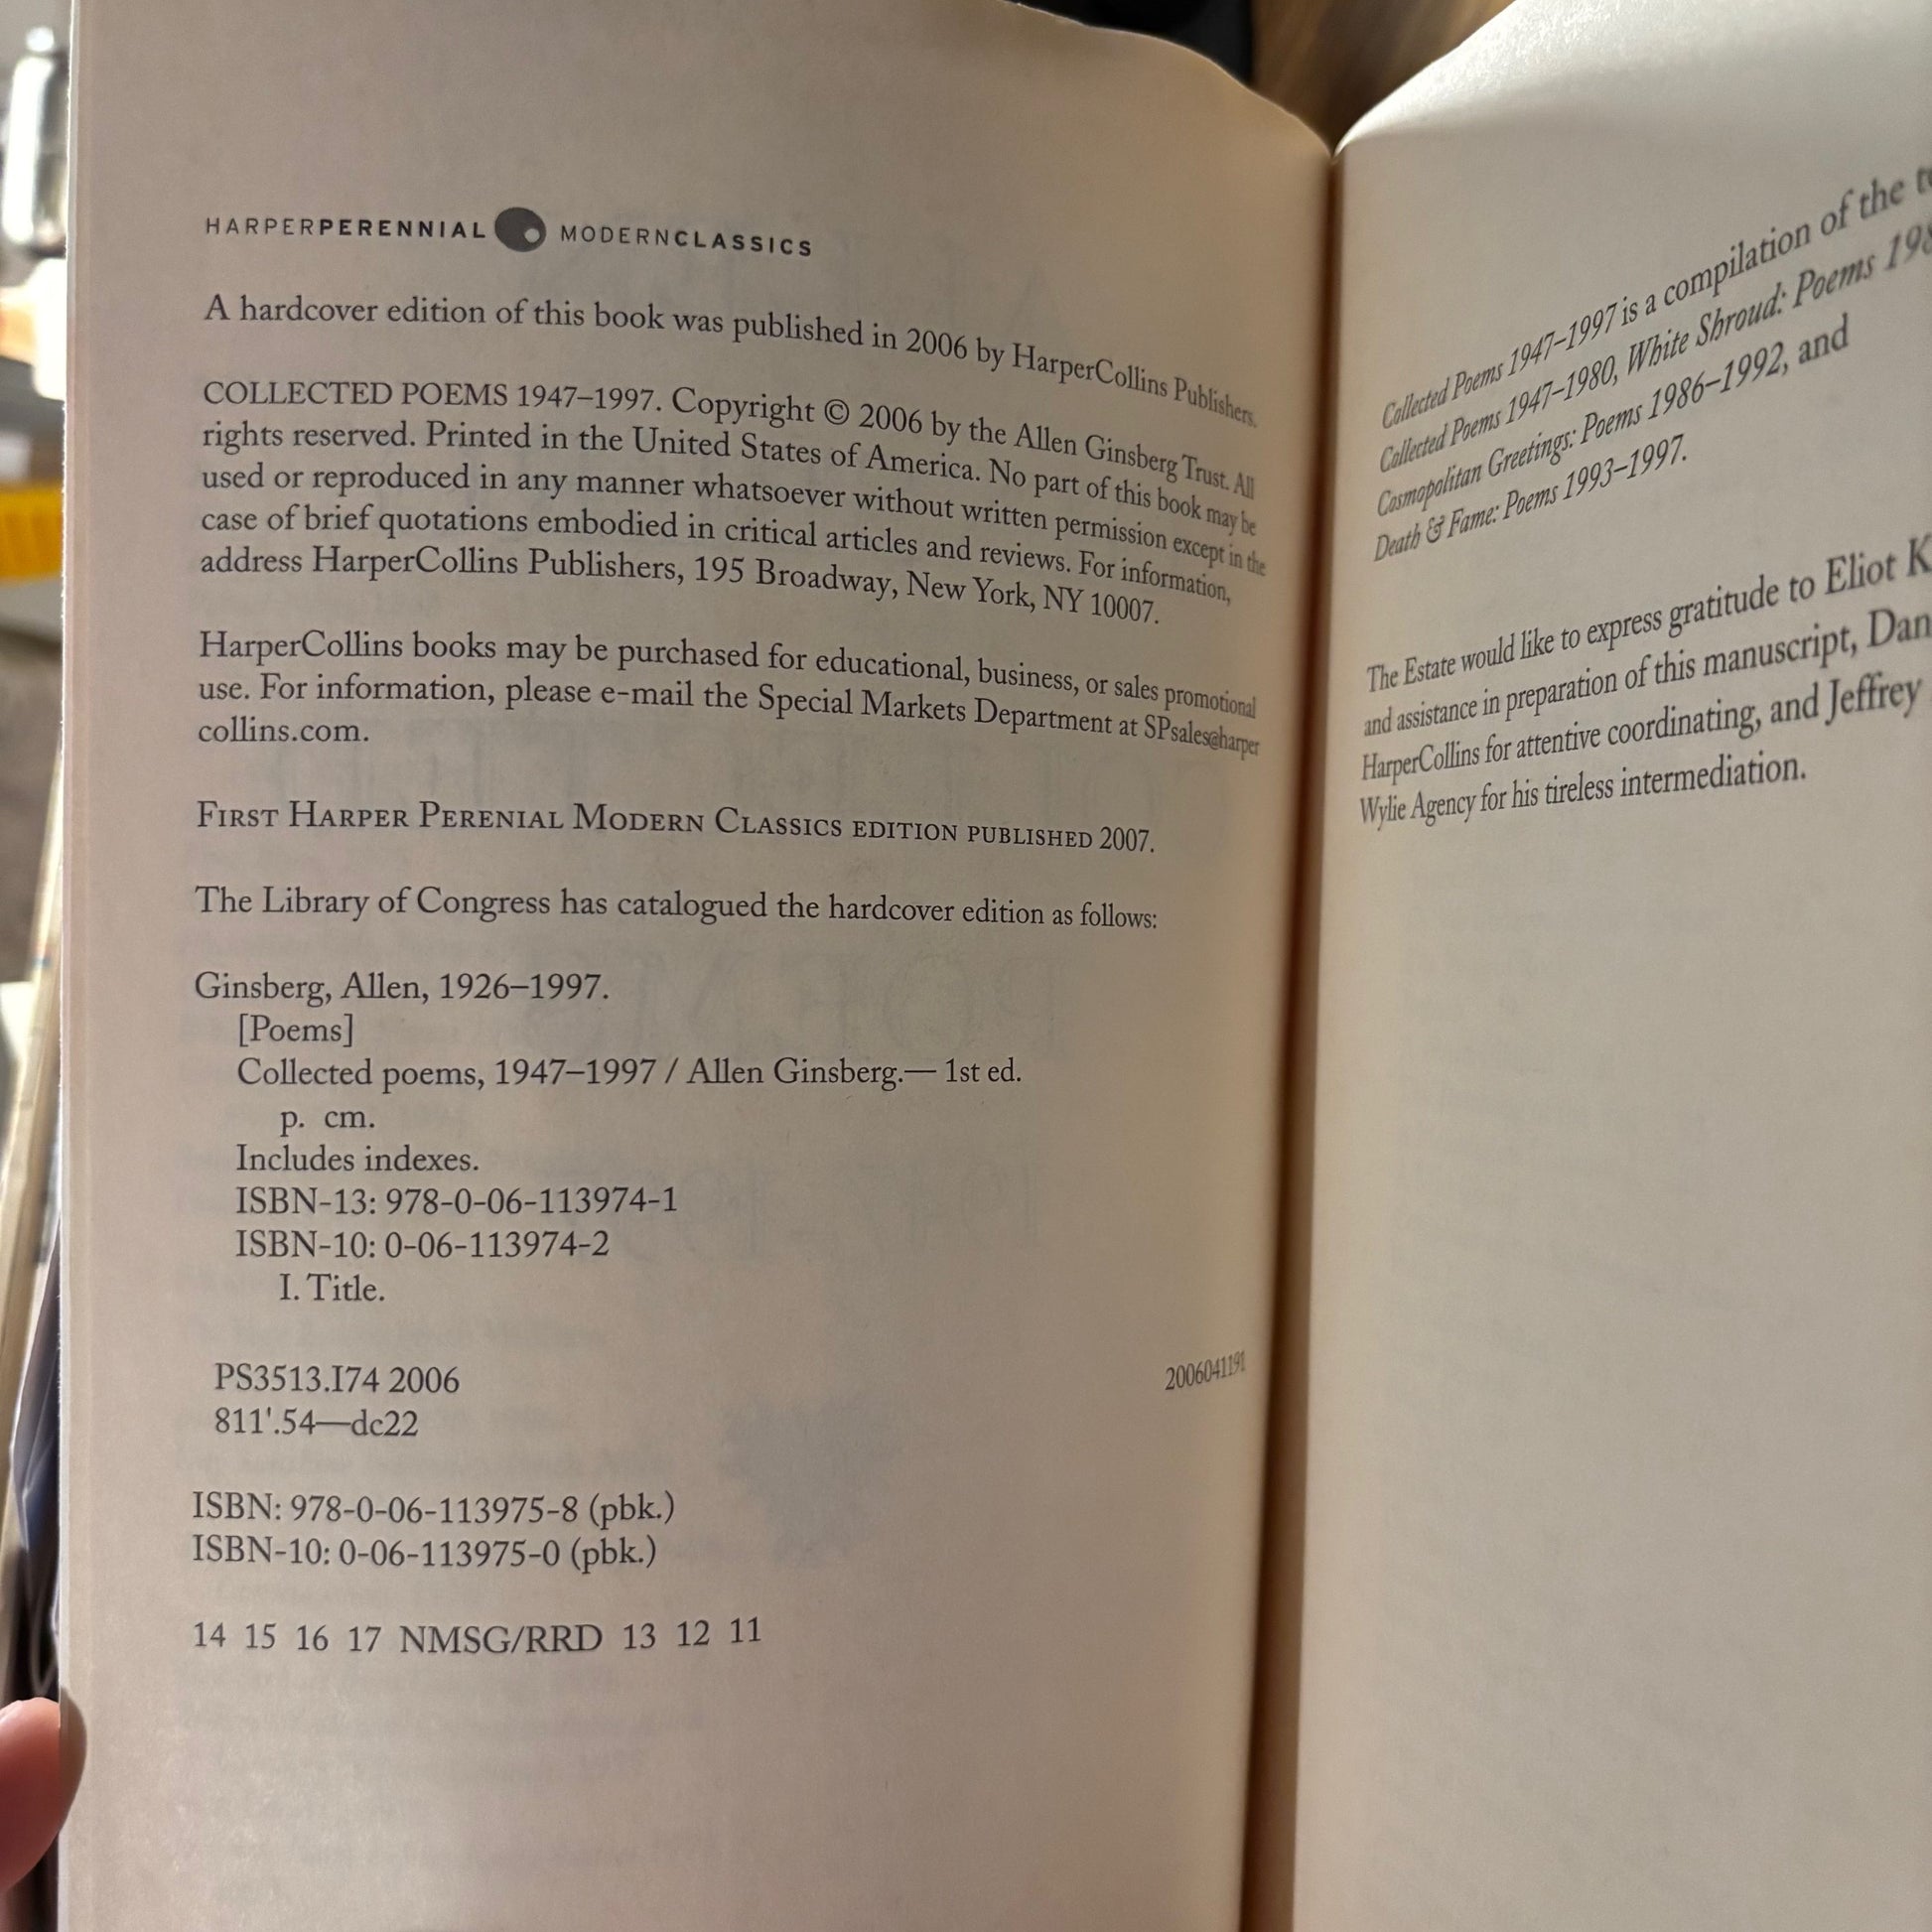 HARPERPERENNIAL MODERNCLASSICS
A hardcover edition of this book was published in 2006 by HarperCollins Publishers.
COLLECTED POEMS 1947–1997. Copyright © 2006 by the Allen Ginsberg Trust. All
rights reserved. Printed in the United States of America. No part of this book may be
used or reproduced in any manner whatsoever without written permission except in the
case of brief quotations embodied in critical articles and reviews. For information,
address HarperCollins Publishers, 195 Broadway, New York, NY 10007.
HarperCollins books may be purchased for educational, business, or sales promotional
use. For information, please e-mail the Special Markets Department at SPsales@harper
collins.com.
FIRST HARPER PERENIAL MODERN CLASSICS EDITION PUBLISHED 2007.
The Library of Congress has catalogued the hardcover edition as follows:
Ginsberg, Allen, 1926–1997.
[Poems]
Collected poems, 1947–1997 / Allen Ginsberg.— 1st ed.
p. cm.
Includes indexes.
ISBN-13: 978-0-06-113974-1
ISBN-10: 0-06-113974-2
I. Title.
PS3513.I74 2006
2006041191
811'.54—dc22
ISBN: 978-0-06-113975-8 (pbk.)
ISBN-10: 0-06-113975-0 (pbk.)
14 15 16 17 NMSG/RRD 13 12 11
Collected Poems 1947–1997 is a compilation of the
Collected Poems 1947–1980, White Shroud: Poems
Cosmopolitan Greetings: Poems 1986–1992, and
Death & Fame: Poems 1993–1997.
The Estate would like to express gratitude to Eliot
and assistance in preparation of this manuscript,
HarperCollins for attentive coordinating, and Jeffrey
Wylie Agency for his tireless intermediation.